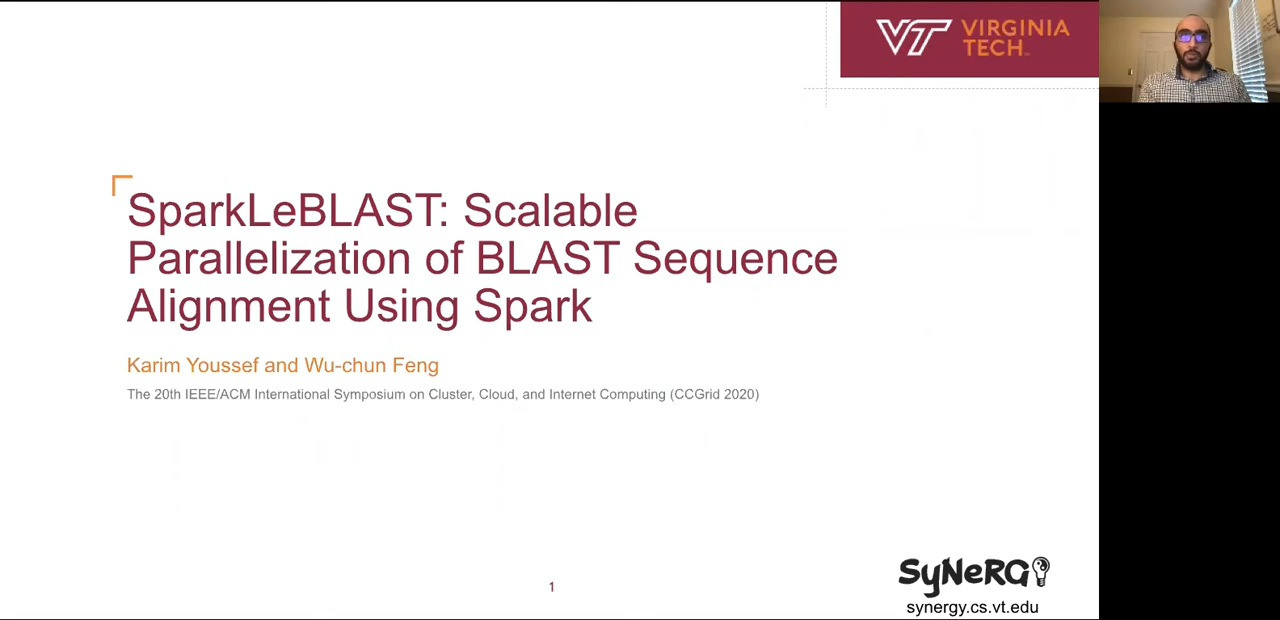 VT VIRGINIA
TECH
SparkLeBLAST: Scalable
Parallelization of BLAST Sequence
Alignment Using Spark
Karim Youssef and Wu-chun Feng
The 20th IEEE/ACM International Symposium on Cluster, Cloud, and Internet Computing (CCGrid 2020)
1
SyNeRG
synergy.cs.vt.edu